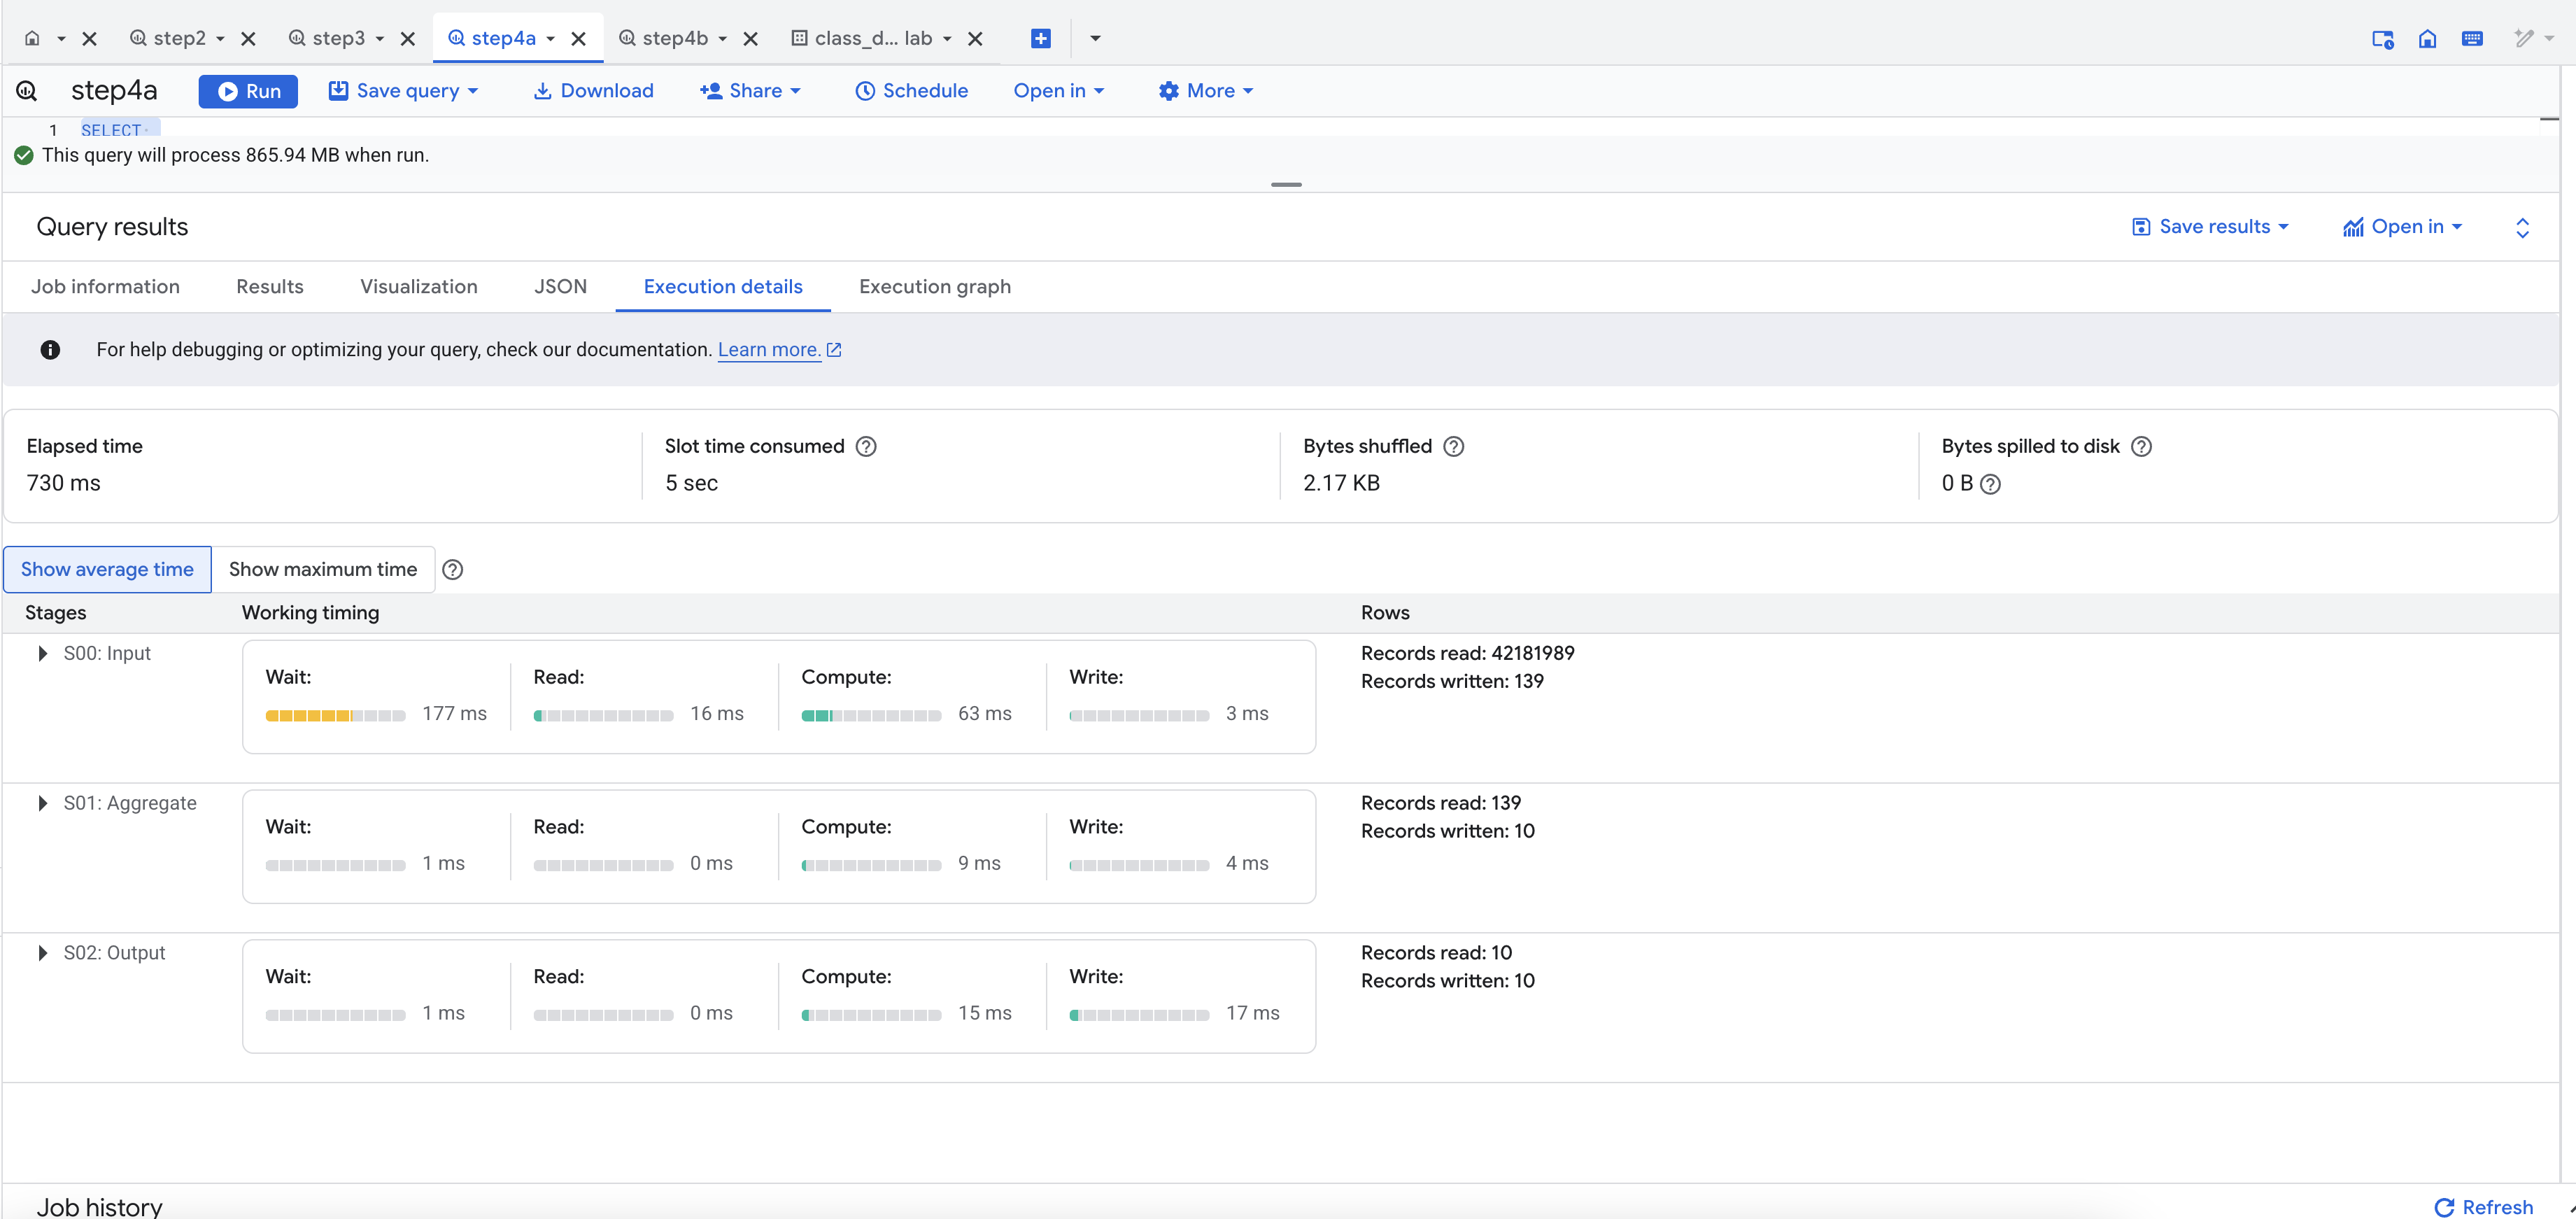 step2 step3 step4a step4b class_d... lab
step4a Run Save query Download Share Schedule Open in More
1 SELECT
This query will process 865.94 MB when run.
Query results Save results Open in
Job information Results Visualization JSON Execution details Execution graph
For help debugging or optimizing your query, check our documentation. Learn more.
Elapsed time Slot time consumed Bytes shuffled Bytes spilled to disk
730 ms 5 sec 2.17 KB 0 B
Show average time Show maximum time
Stages Working timing Rows
S00: Input Records read: 42181989
Wait: Read: Compute: Write: Records written: 139
177 ms 16 ms 63 ms 3 ms
S01: Aggregate Records read: 139
Wait: Read: Compute: Write: Records written: 10
1 ms 0 ms 9 ms 4 ms
S02: Output Records read: 10
Wait: Read: Compute: Write: Records written: 10
1 ms 0 ms 15 ms 17 ms
Job history Refresh